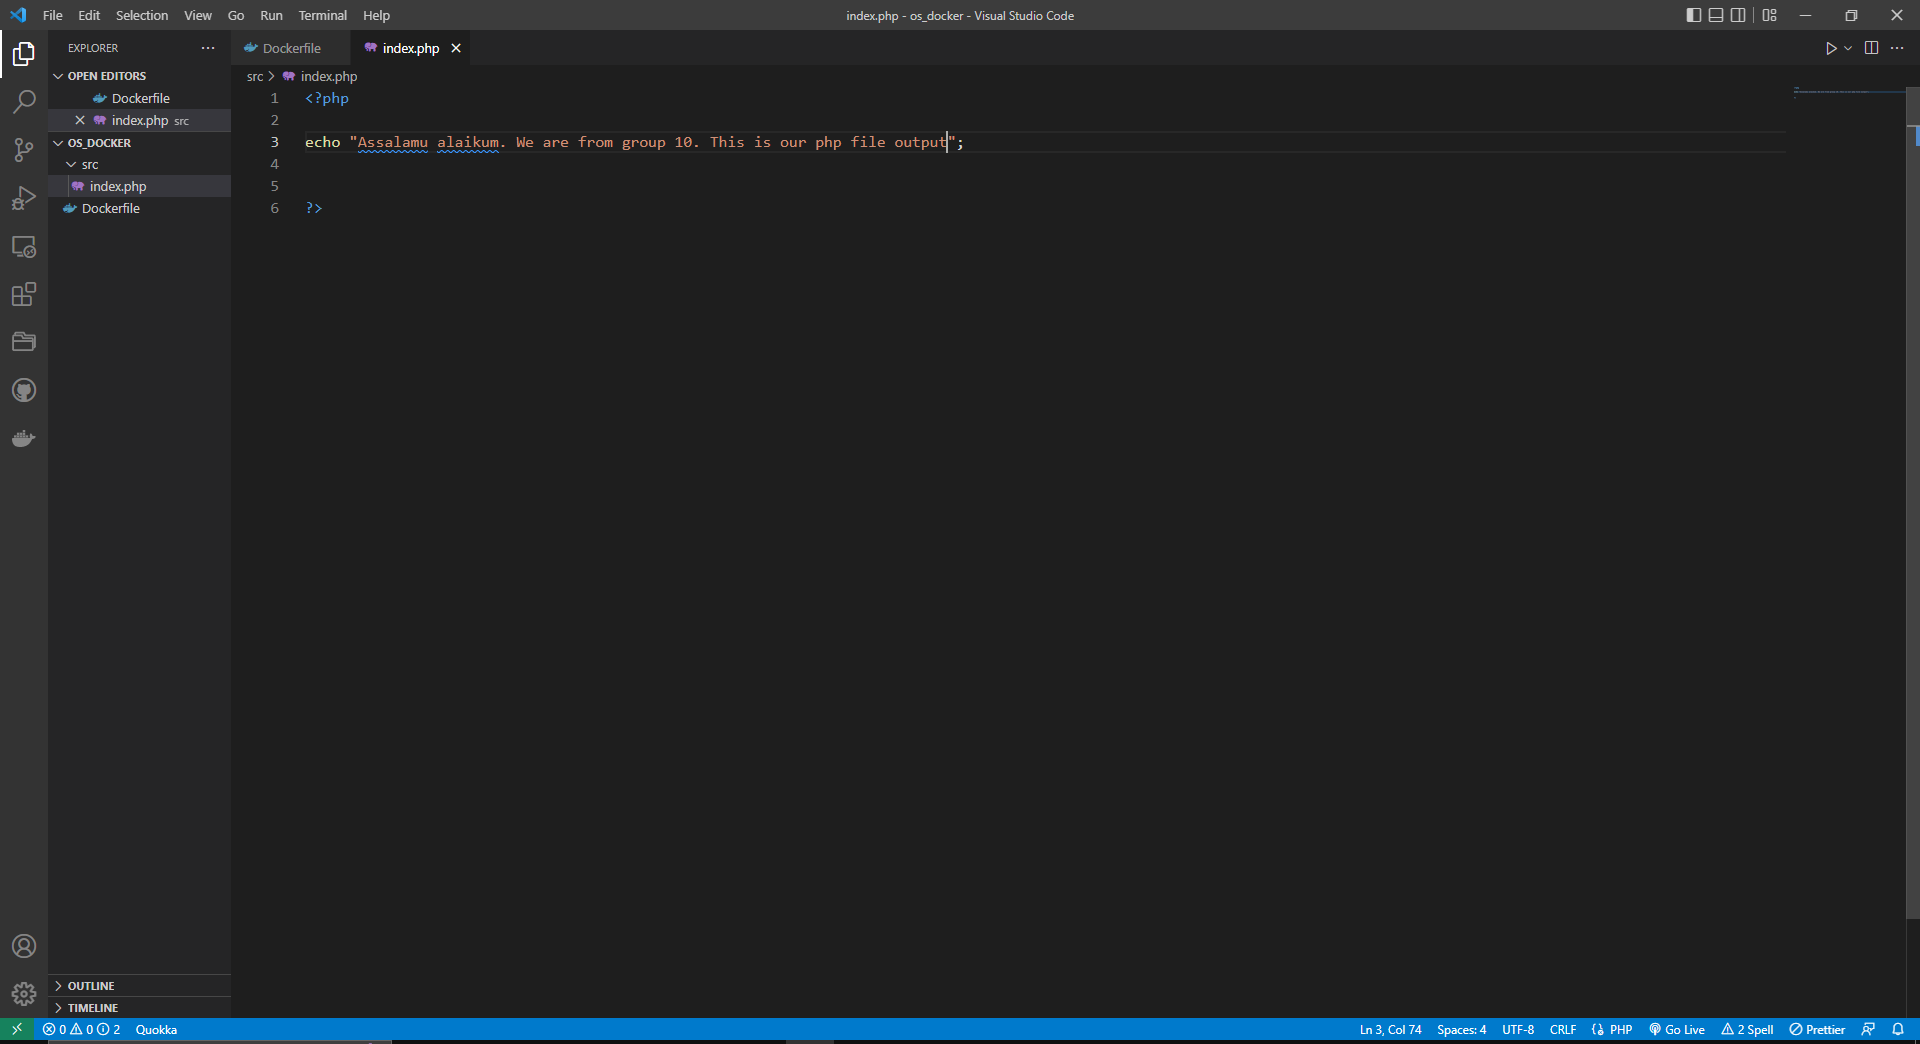 File Edit Selection View Go Run Terminal Help
index.php - os_docker - Visual Studio Code
EXPLORER
OPEN EDITORS
Dockerfile
index.php src
OS_DOCKER
src
index.php
Dockerfile
OUTLINE
TIMELINE
Dockerfile index.php
src > index.php
1 <?php
2
3 echo "Assalamu alaikum. We are from group 10. This is our php file output";
4
5
6 ?>
0 0 2 Quokka
Ln 3, Col 74 Spaces: 4 UTF-8 CRLF PHP Go Live 2 Spell Prettier